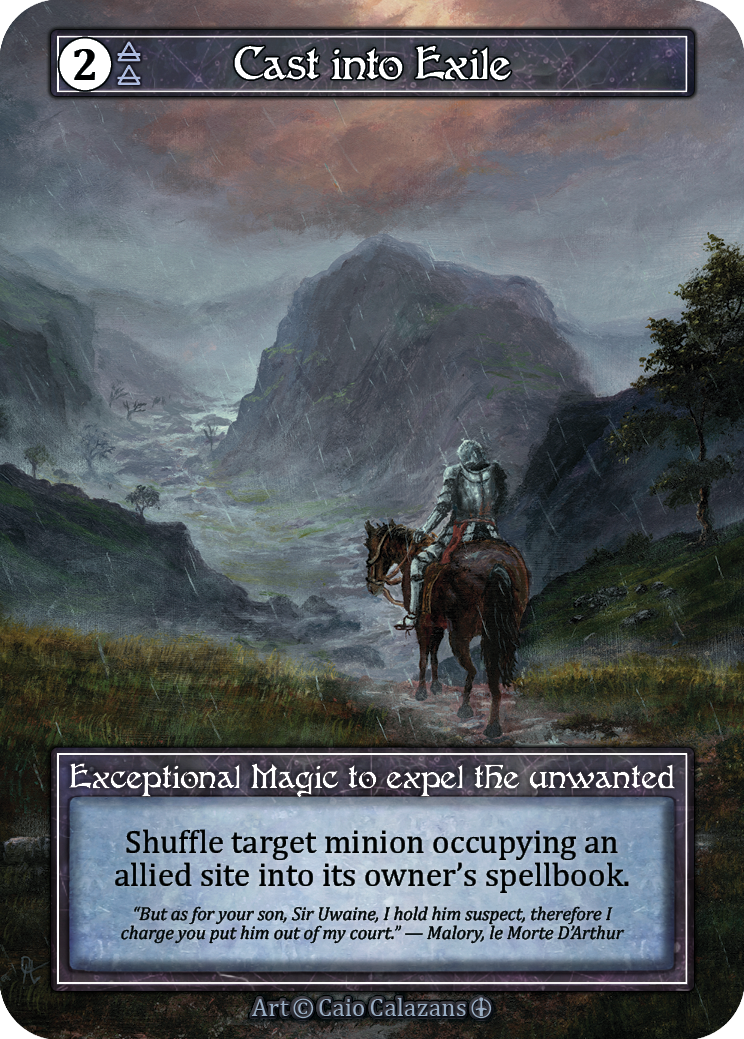 2
Cast into Exile
Exceptional Magic to expel the unwanted
Shuffle target minion occupying an
allied site into its owner’s spellbook.
“But as for your son, Sir Uwaine, I hold him suspect, therefore I
charge you put him out of my court.” — Malory, le Morte D’Arthur
Art © Caio Calazans